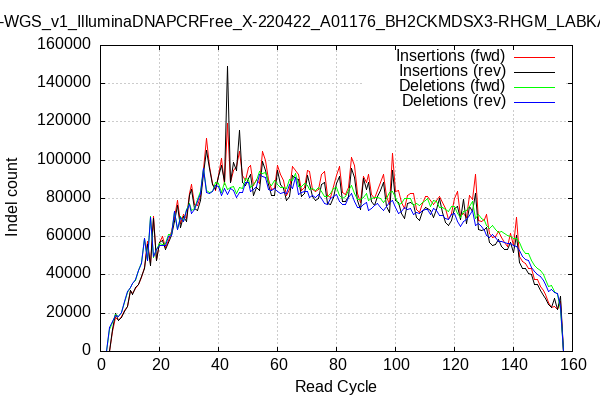 -WGS_v1_IlluminaDNAPCRFree_X-220422_A01176_BH2CKMDSX3-RHGM_LABKA
160000
140000
120000
100000
80000
60000
40000
20000
0
Indel count
Insertions (fwd)
Insertions (rev)
Deletions (fwd)
Deletions (rev)
0 20 40 60 80 100 120 140 160
Read Cycle